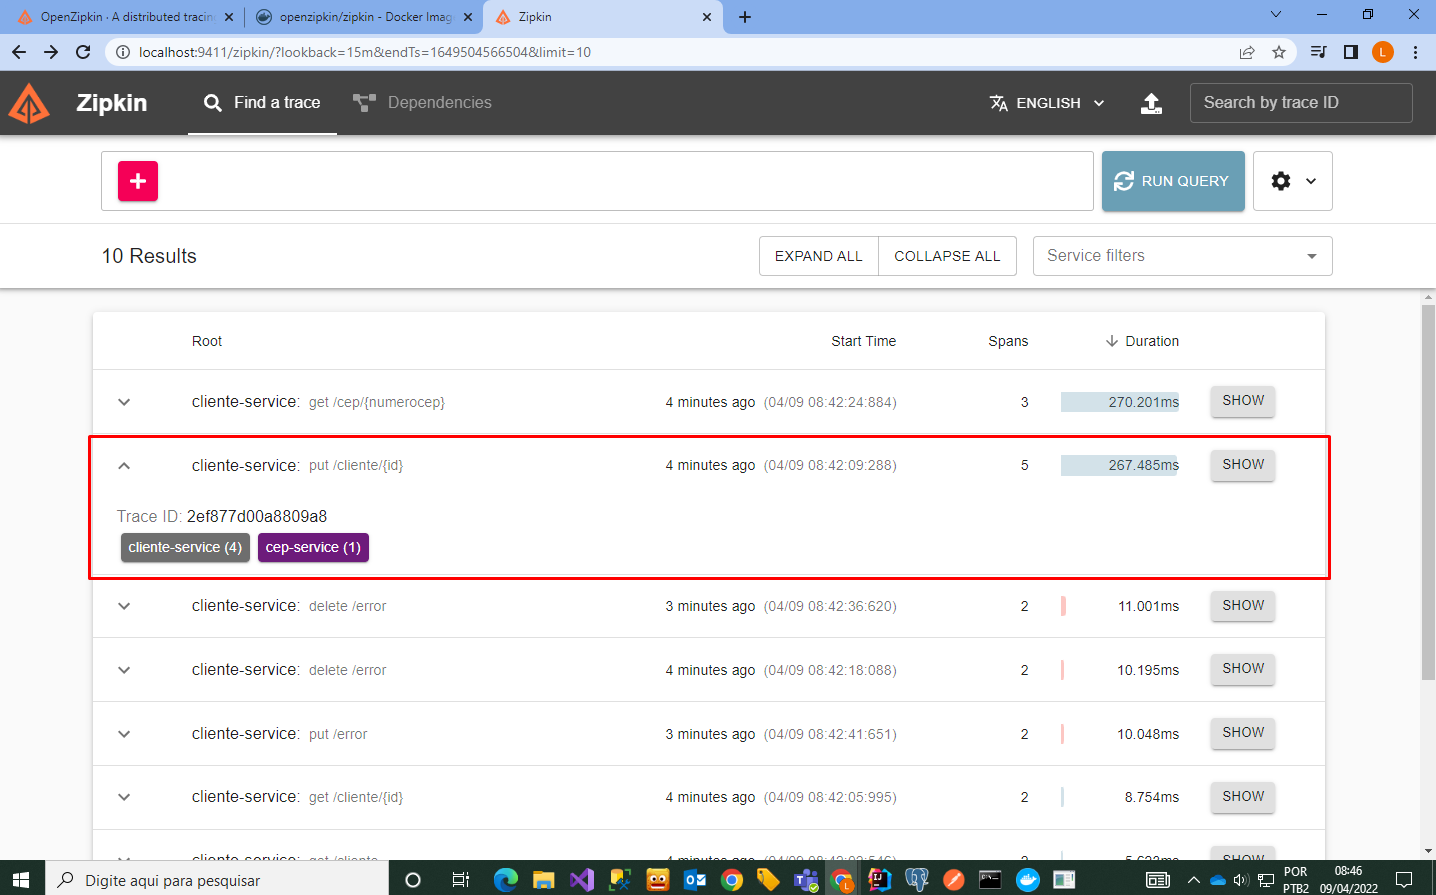 OpenZipkin · A distributed tracin
openzipkin/zipkin - Docker Imag
Zipkin
localhost:9411/zipkin/?lookback=15m&endTs=1649504566504&limit=10
L
Zipkin
Find a trace
Dependencies
ENGLISH
Search by trace ID
RUN QUERY
10 Results
EXPAND ALL
COLLAPSE ALL
Service filters
Root Start Time Spans Duration
cliente-service: get /cep/{numerocep} 4 minutes ago (04/09 08:42:24:884) 3 270.201ms SHOW
cliente-service: put /cliente/{id} 4 minutes ago (04/09 08:42:09:288) 5 267.485ms SHOW
Trace ID: 2ef877d00a8809a8
cliente-service (4) cep-service (1)
cliente-service: delete /error 3 minutes ago (04/09 08:42:36:620) 2 11.001ms SHOW
cliente-service: delete /error 4 minutes ago (04/09 08:42:18:088) 2 10.195ms SHOW
cliente-service: put /error 3 minutes ago (04/09 08:42:41:651) 2 10.048ms SHOW
cliente-service: get /cliente/{id} 4 minutes ago (04/09 08:42:05:995) 2 8.754ms SHOW
cliente-service: get /cliente 4 minutes ago SHOW
Digite aqui para pesquisar
POR
PTB2
08:46
09/04/2022